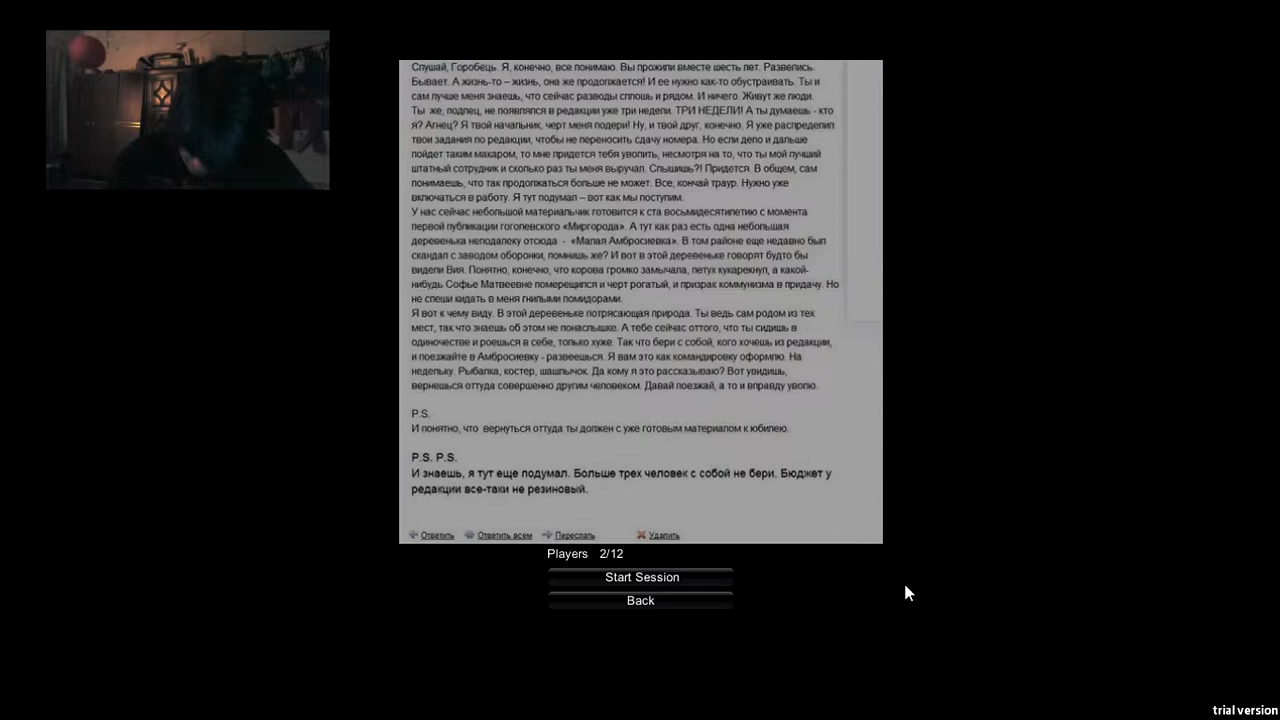 Слушай, Горобець. Я, конечно, все понимаю. Вы прожили вместе шесть лет. Развелись.
Бывает. А жизнь-то – жизнь, она же продолжается! И ее нужно как-то обустраивать. Ты и
сам лучше меня знаешь, что сейчас разводы сплошь и рядом. И ничего. Живут же люди.
Ты же, подлец, не появлялся в редакции уже три недели. ТРИ НЕДЕЛИ! А ты думаешь - кто
я? Агнец? Я твой начальник, черт меня подери! Ну, и твой друг, конечно. Я уже распределил
твои задания по редакции, чтобы не переносить сдачу номера. Но если дело и дальше
пойдет таким макаром, то мне придется тебя уволить, несмотря на то, что ты мой лучший
штатный сотрудник и сколько раз ты меня выручал. Слышишь?! Придется. В общем, сам
понимаешь, что так продолжаться больше не может. Все, кончай траур. Нужно уже
включаться в работу. Я тут подумал – вот как мы поступим.
У нас сейчас небольшой материальчик готовится к ста восьмидесятилетию с момента
первой публикации гоголевского «Миргорода». А тут как раз есть одна небольшая
деревенька неподалеку отсюда - «Малая Амбросиевка». В том районе еще недавно был
скандал с заводом оборонки, помнишь же? И вот в этой деревеньке говорят будто бы
видели Вия. Понятно, конечно, что корова громко замычала, петух кукарекнул, а какой-
нибудь Софье Матвеевне померещился и черт рогатый, и призрак коммунизма в придачу. Но
не спеши кидать в меня гнилыми помидорами.
Я вот к чему виду. В этой деревеньке потрясающая природа. Ты ведь сам родом из тех
мест, так что знаешь об этом не понаслышке. А тебе сейчас оттого, что ты сидишь в
одиночестве и роешься в себе, только хуже. Так что бери с собой, кого хочешь из редакции,
и поезжайте в Амбросиевку - развеешься. Я вам это как командировку оформлю. На
недельку. Рыбалка, костер, шашлычок. Да кому я это рассказываю? Вот увидишь,
вернешься оттуда совершенно другим человеком. Давай поезжай, а то и вправду уволю.
P.S.
И понятно, что вернуться оттуда ты должен с уже готовым материалом к юбилею.
P.S. P.S.
И знаешь, я тут еще подумал. Больше трех человек с собой не бери. Бюджет у
редакции все-таки не резиновый.
Ответить Ответить всем Переслать Удалить
Players 2/12
Start Session
Back
trial version